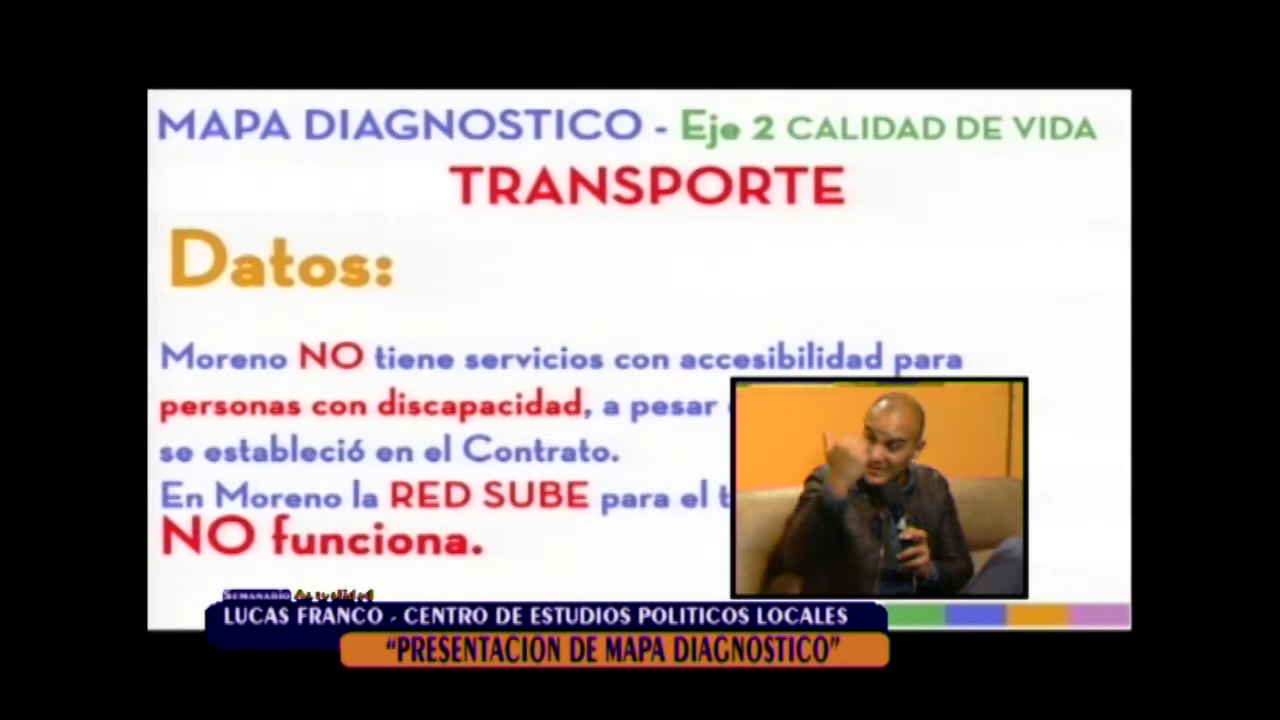 MAPA DIAGNOSTICO - Eje 2 CALIDAD DE VIDA
TRANSPORTE
Datos:
Moreno NO tiene servicios con accesibilidad para
personas con discapacidad, a pesar
se estableció en el Contrato.
En Moreno la RED SUBE para el
NO funciona.
SEMANARIO Actualidad
LUCAS FRANCO - CENTRO DE ESTUDIOS POLITICOS LOCALES
“PRESENTACION DE MAPA DIAGNOSTICO”